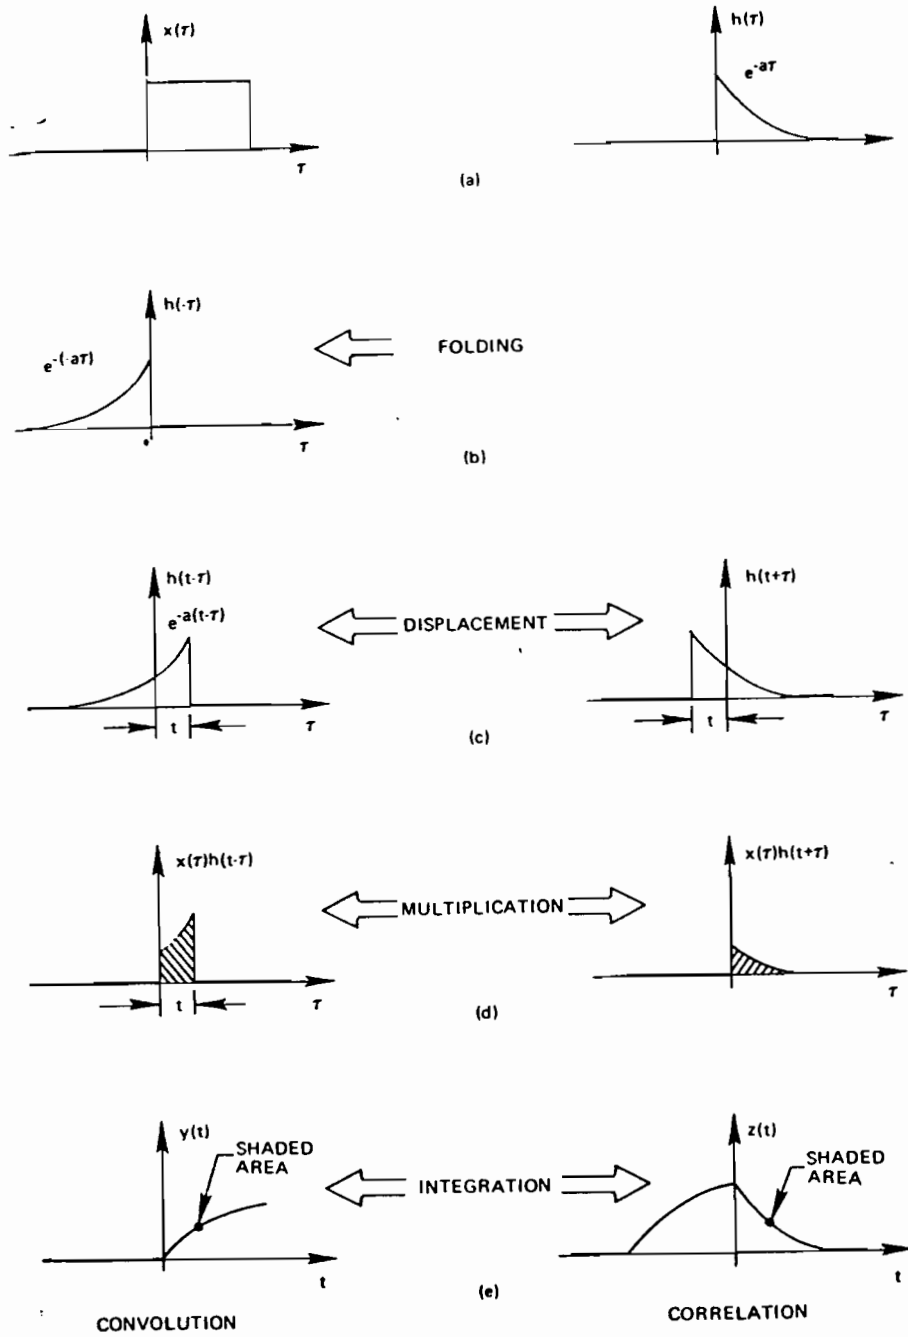 x(τ)
h(τ)
e^-aτ
τ
(a)
h(-τ)
e^-(-aτ)
FOLDING
τ
(b)
h(t-τ)
e^-a(t-τ)
DISPLACEMENT
h(t+τ)
t
τ
t
τ
(c)
x(τ)h(t-τ)
MULTIPLICATION
x(τ)h(t+τ)
t
τ
τ
(d)
y(t)
SHADED
AREA
INTEGRATION
z(t)
SHADED
AREA
t
t
(e)
CONVOLUTION
CORRELATION